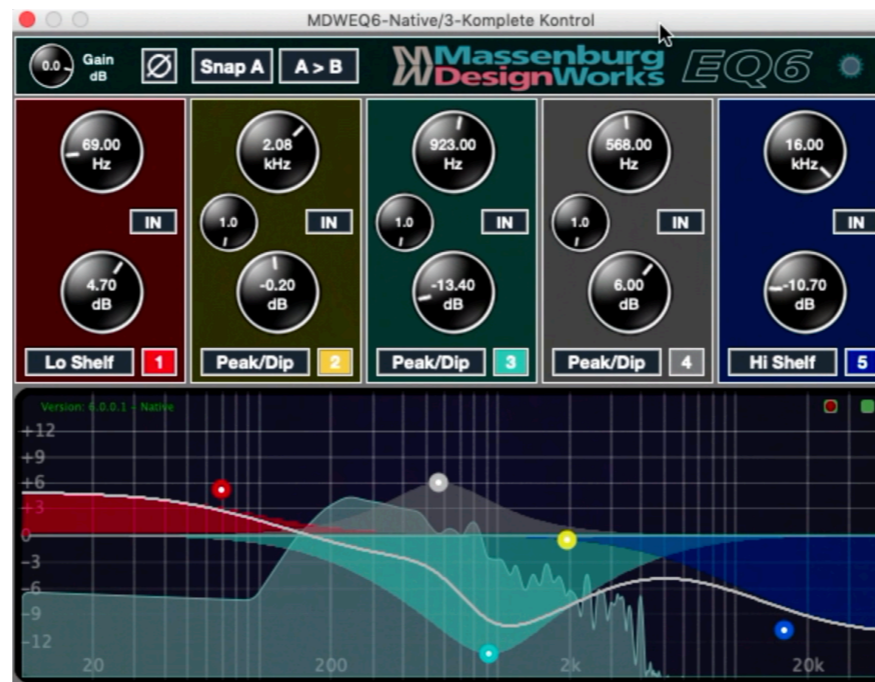 MDWEQ6-Native/3-Komplete Kontrol
0.0 Gain dB Ø Snap A A > B Massenburg DesignWorks EQ6
69.00 Hz 2.08 kHz 923.00 Hz 568.00 Hz 16.00 kHz
IN 1.0 IN 1.0 IN 1.0 IN IN
4.70 dB -0.20 dB -13.40 dB 6.00 dB -10.70 dB
Lo Shelf 1 Peak/Dip 2 Peak/Dip 3 Peak/Dip 4 Hi Shelf 5
Version: 6.0.0.1 - Native
+12
+9
+6
+3
0
-3
-6
-9
-12
20 200 2k 20k